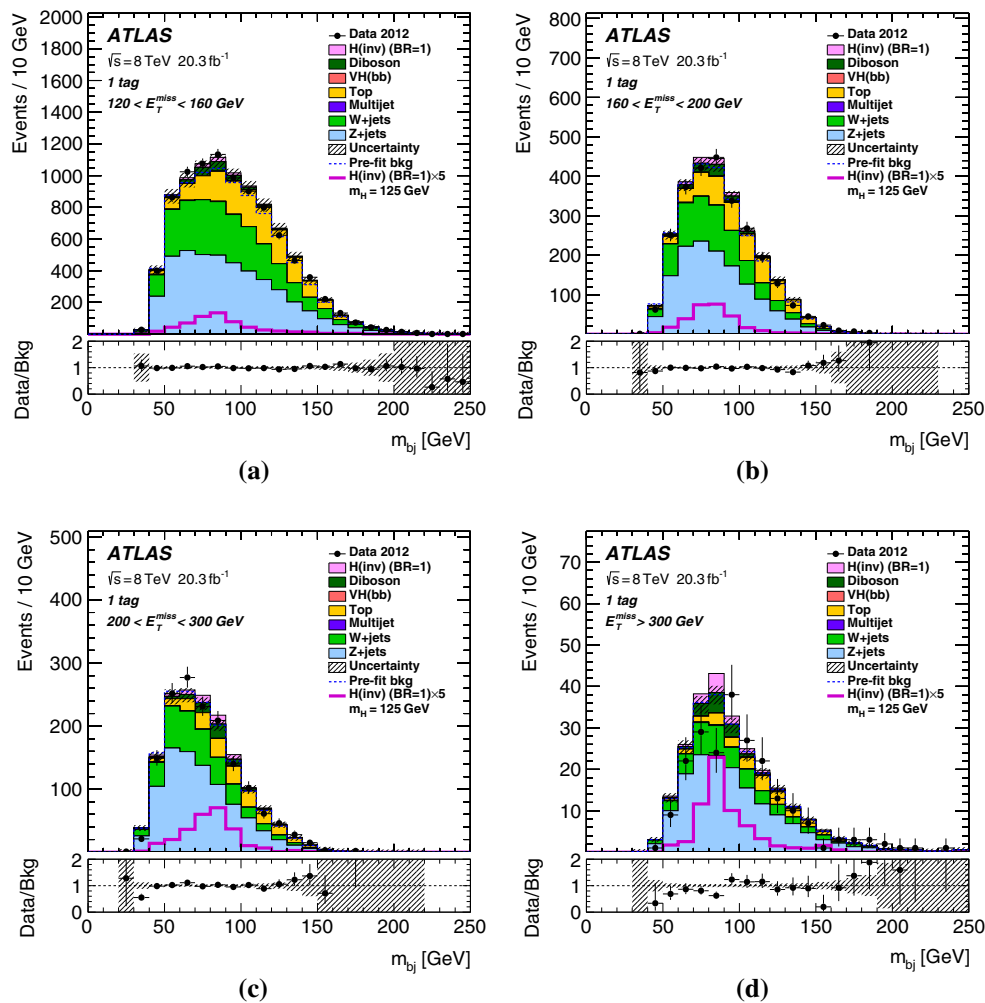 Events / 10 GeV
2000
1800
1600
1400
1200
1000
800
600
400
200
ATLAS
√s = 8 TeV 20.3 fb⁻¹
1 tag
120 < E_T^miss < 160 GeV
Data 2012
H(inv) (BR=1)
Diboson
VH(bb)
Top
Multijet
W+jets
Z+jets
Uncertainty
Pre-fit bkg
H(inv) (BR=1)×5
m_H = 125 GeV
Data/Bkg
2
1
0
0 50 100 150 200 250
m_bj [GeV]
(a)
Events / 10 GeV
800
700
600
500
400
300
200
100
ATLAS
√s = 8 TeV 20.3 fb⁻¹
1 tag
160 < E_T^miss < 200 GeV
Data 2012
H(inv) (BR=1)
Diboson
VH(bb)
Top
Multijet
W+jets
Z+jets
Uncertainty
Pre-fit bkg
H(inv) (BR=1)×5
m_H = 125 GeV
Data/Bkg
2
1
0
0 50 100 150 200 250
m_bj [GeV]
(b)
Events / 10 GeV
500
400
300
200
100
ATLAS
√s = 8 TeV 20.3 fb⁻¹
1 tag
200 < E_T^miss < 300 GeV
Data 2012
H(inv) (BR=1)
Diboson
VH(bb)
Top
Multijet
W+jets
Z+jets
Uncertainty
Pre-fit bkg
H(inv) (BR=1)×5
m_H = 125 GeV
Data/Bkg
2
1
0
0 50 100 150 200 250
m_bj [GeV]
(c)
Events / 10 GeV
70
60
50
40
30
20
10
ATLAS
√s = 8 TeV 20.3 fb⁻¹
1 tag
E_T^miss > 300 GeV
Data 2012
H(inv) (BR=1)
Diboson
VH(bb)
Top
Multijet
W+jets
Z+jets
Uncertainty
Pre-fit bkg
H(inv) (BR=1)×5
m_H = 125 GeV
Data/Bkg
2
1
0
0 50 100 150 200 250
m_bj [GeV]
(d)